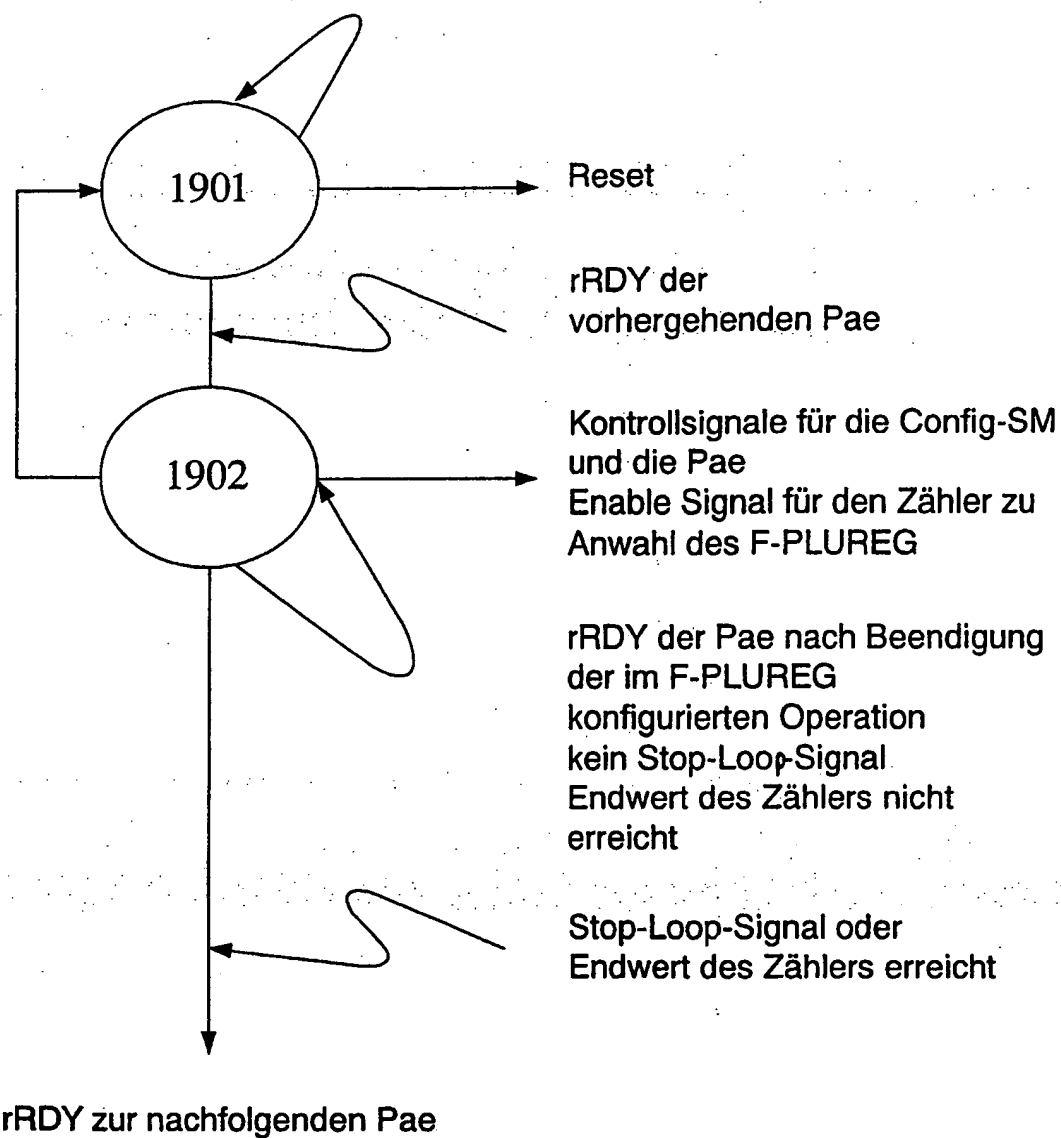 1901
Reset
rRDY der
vorhergehenden Pae
1902
Kontrollsignale für die Config-SM
und die Pae
Enable Signal für den Zähler zu
Anwahl des F-PLUREG
rRDY der Pae nach Beendigung
der im F-PLUREG
konfigurierten Operation
kein Stop-Loop-Signal
Endwert des Zählers nicht
erreicht
Stop-Loop-Signal oder
Endwert des Zählers erreicht
rRDY zur nachfolgenden Pae